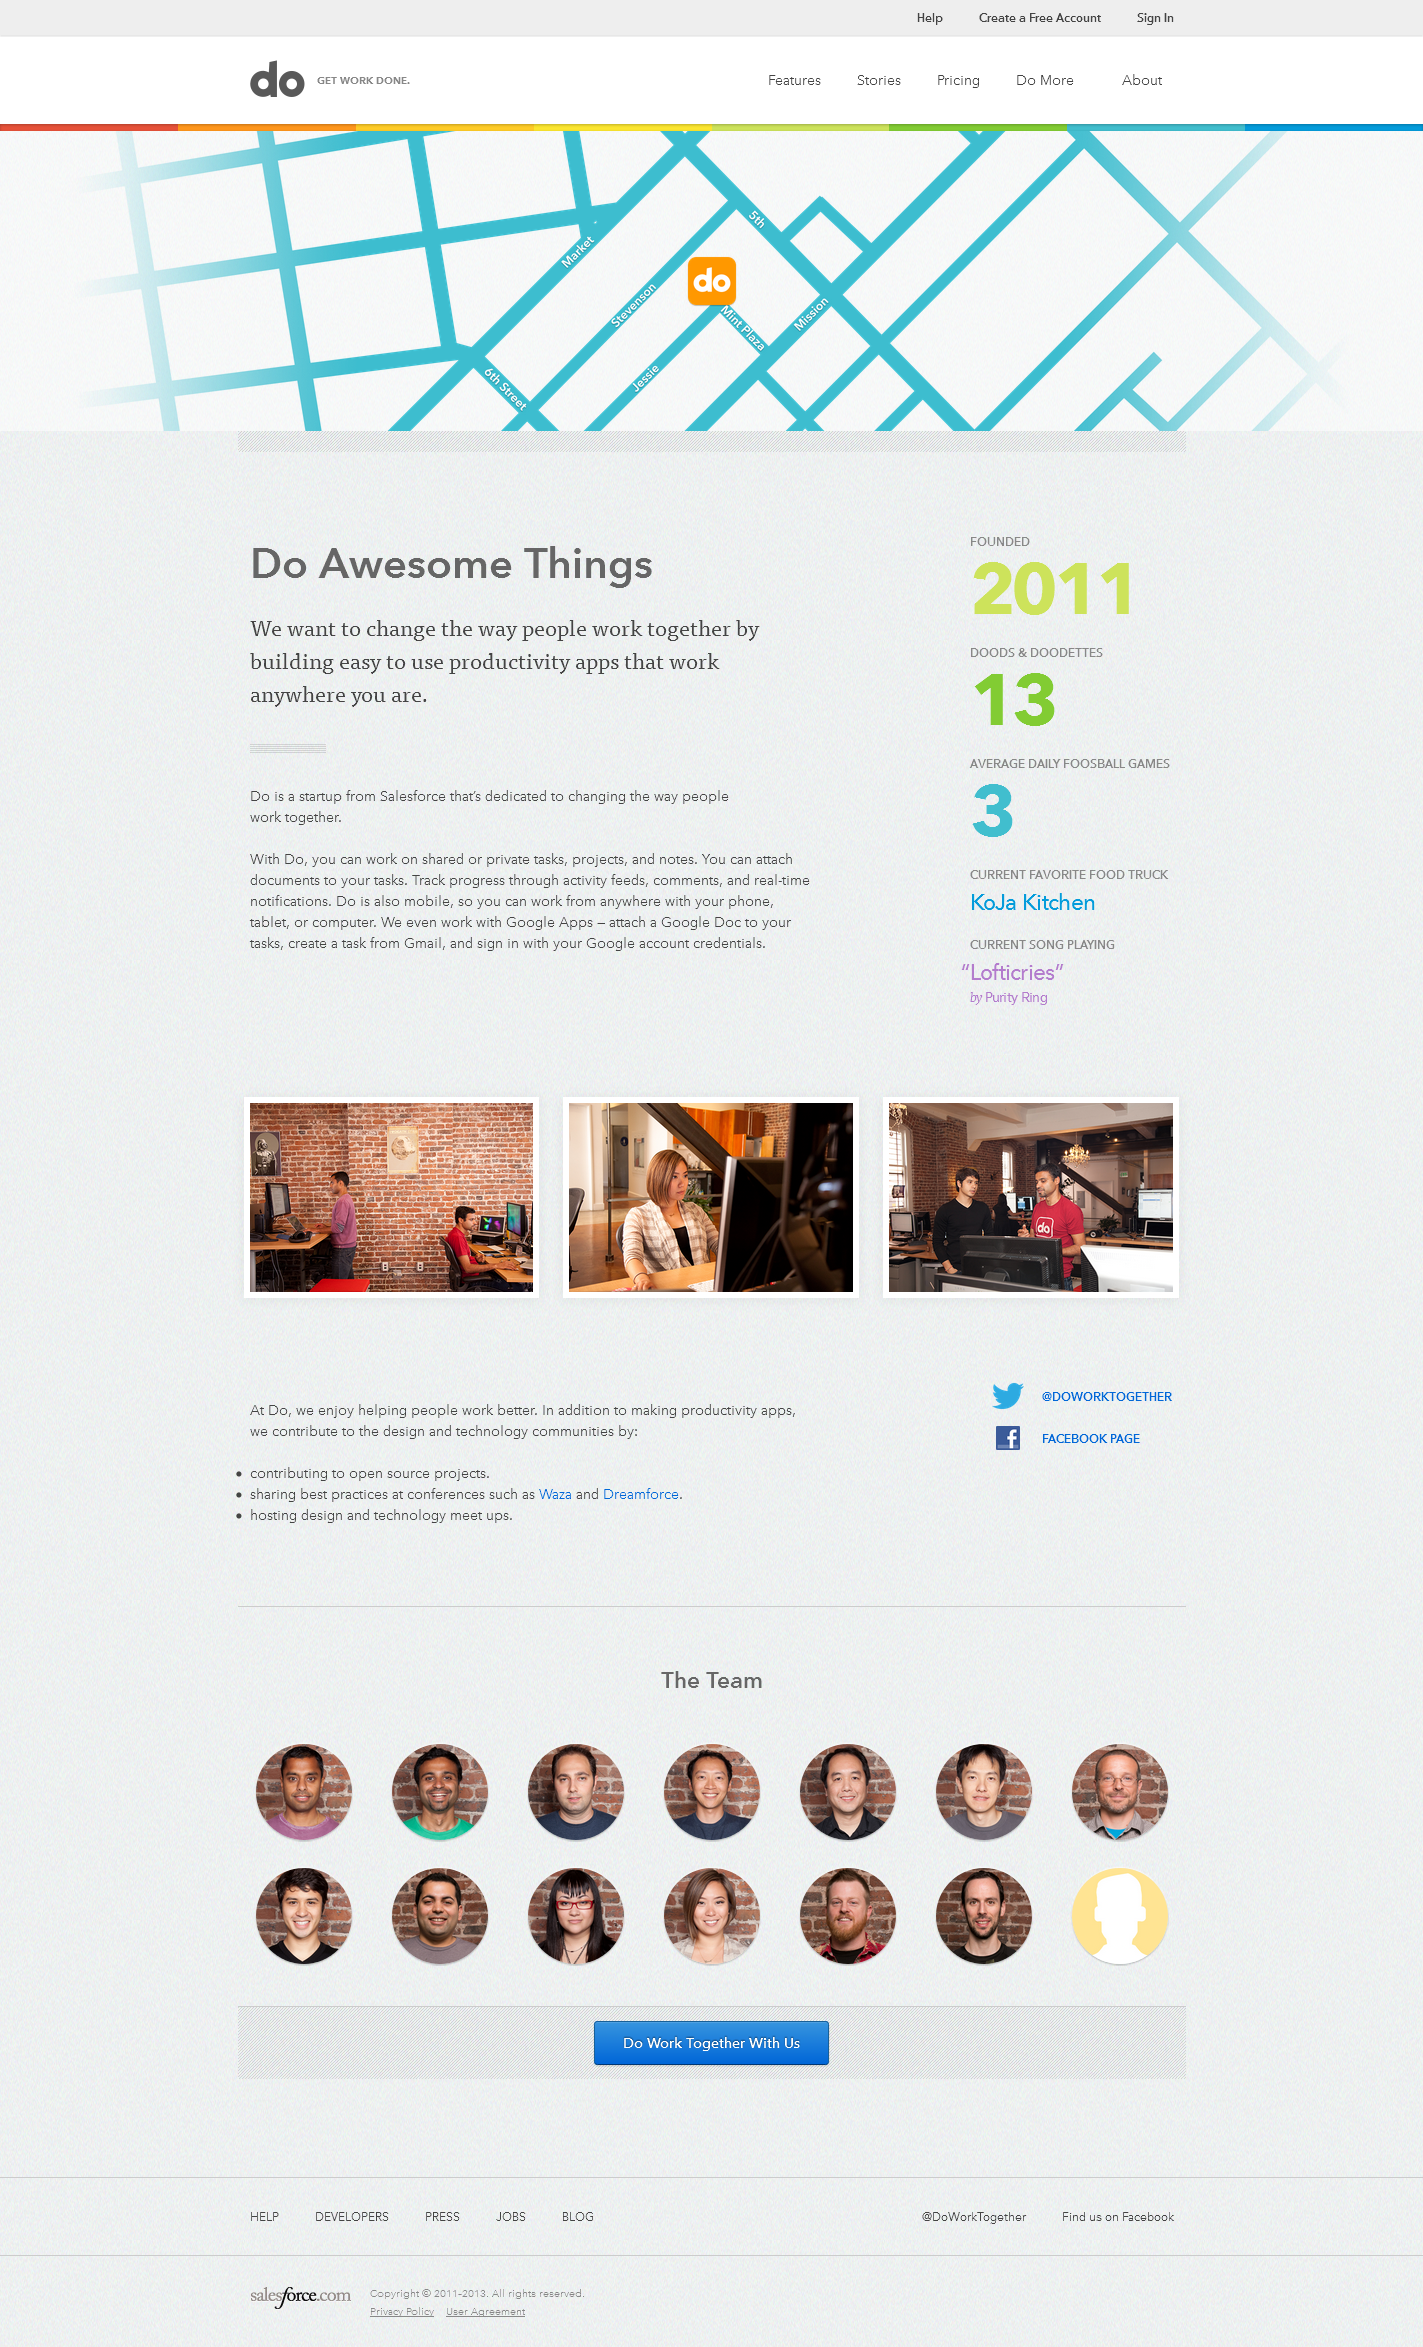 Help Create a Free Account Sign In
do GET WORK DONE.
Features Stories Pricing Do More About
5th
Market
do
Stevenson
Mint Plaza
Mission
Jessie
6th Street
Do Awesome Things
We want to change the way people work together by
building easy to use productivity apps that work
anywhere you are.
Do is a startup from Salesforce that's dedicated to changing the way people
work together.
With Do, you can work on shared or private tasks, projects, and notes. You can attach
documents to your tasks. Track progress through activity feeds, comments, and real-time
notifications. Do is also mobile, so you can work from anywhere with your phone,
tablet, or computer. We even work with Google Apps – attach a Google Doc to your
tasks, create a task from Gmail, and sign in with your Google account credentials.
FOUNDED
2011
DOODS & DOODETTES
13
AVERAGE DAILY FOOSBALL GAMES
3
CURRENT FAVORITE FOOD TRUCK
KoJa Kitchen
CURRENT SONG PLAYING
“Lofticries”
by Purity Ring
do
At Do, we enjoy helping people work better. In addition to making productivity apps,
we contribute to the design and technology communities by:
• contributing to open source projects.
• sharing best practices at conferences such as Waza and Dreamforce.
• hosting design and technology meet ups.
@DOWORKTOGETHER
FACEBOOK PAGE
The Team
Do Work Together With Us
HELP DEVELOPERS PRESS JOBS BLOG
@DoWorkTogether Find us on Facebook
salesforce.com
Copyright © 2011-2013. All rights reserved.
Privacy Policy User Agreement